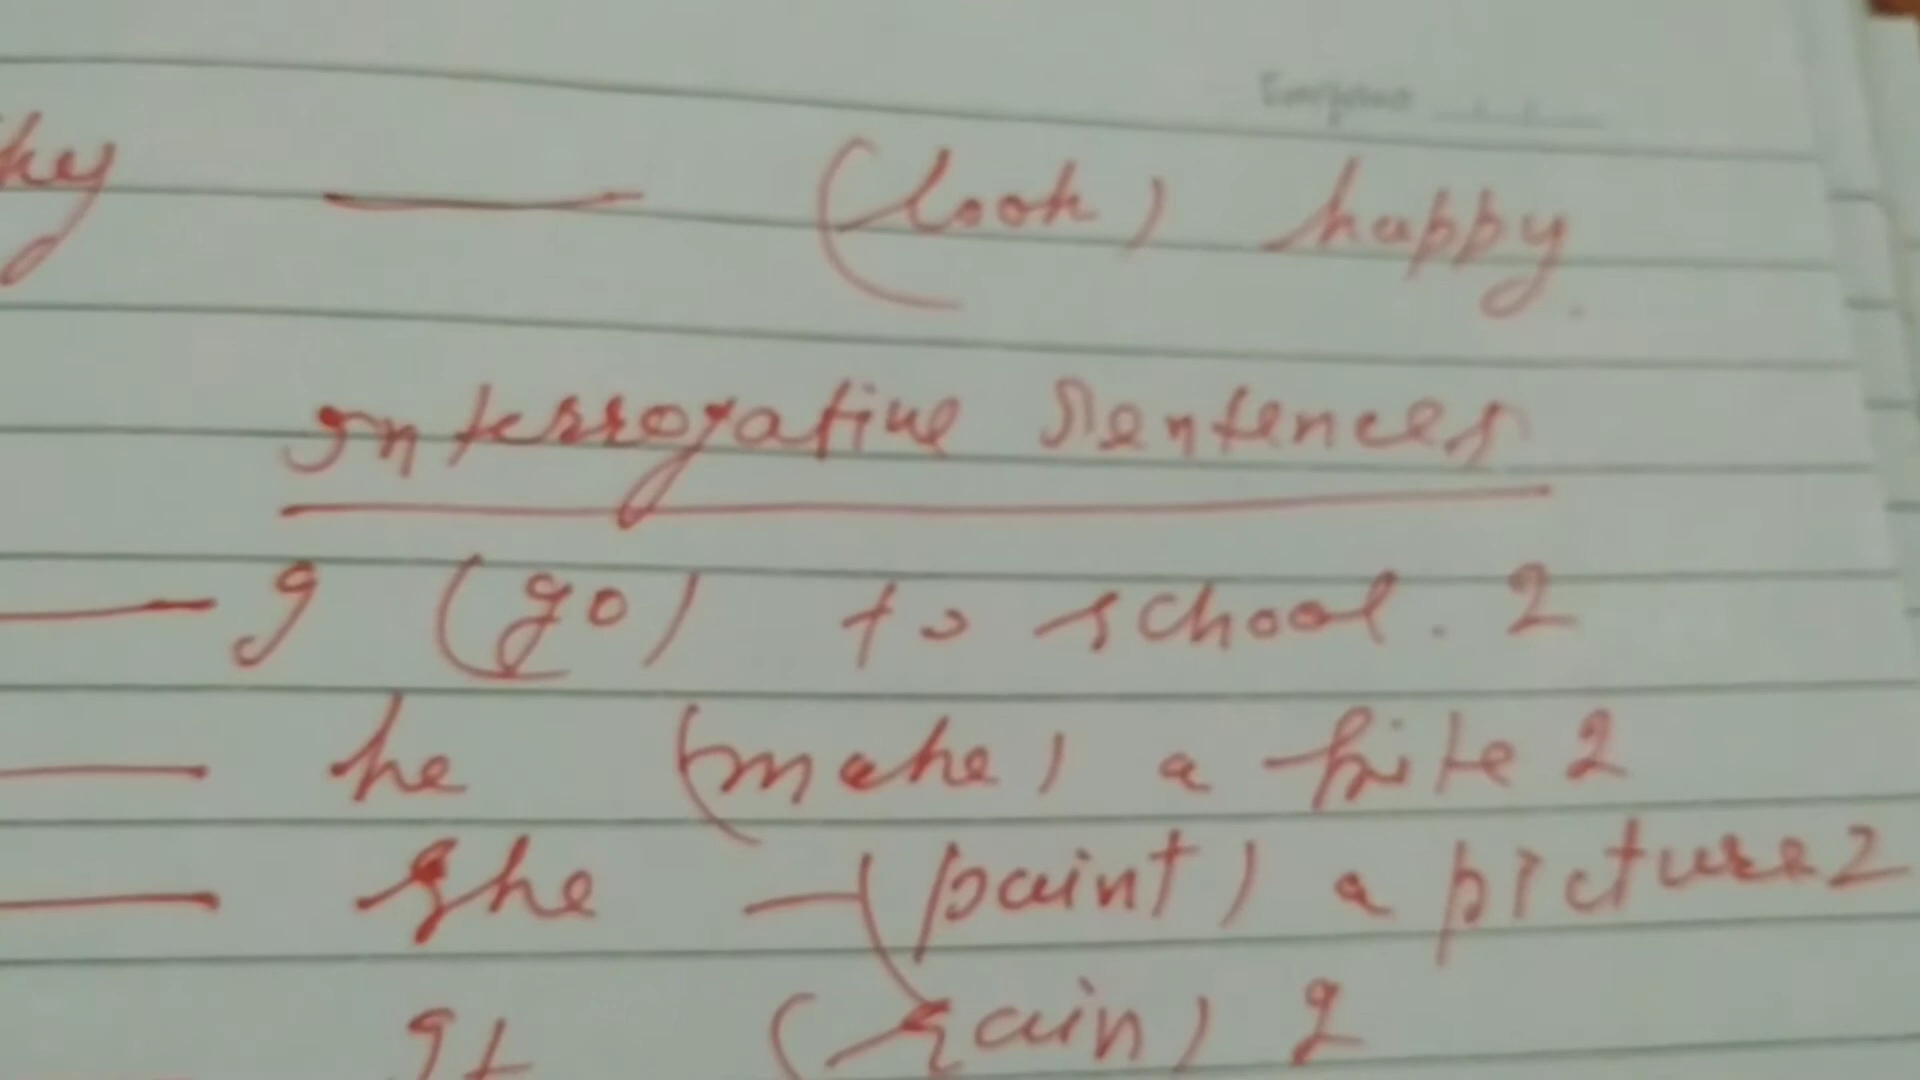 hey ___ (look) happy.
Interrogative Sentences
___ I (go) to school. ?
___ he (make) a kite ?
___ She (paint) a picture ?
It (rain) ?